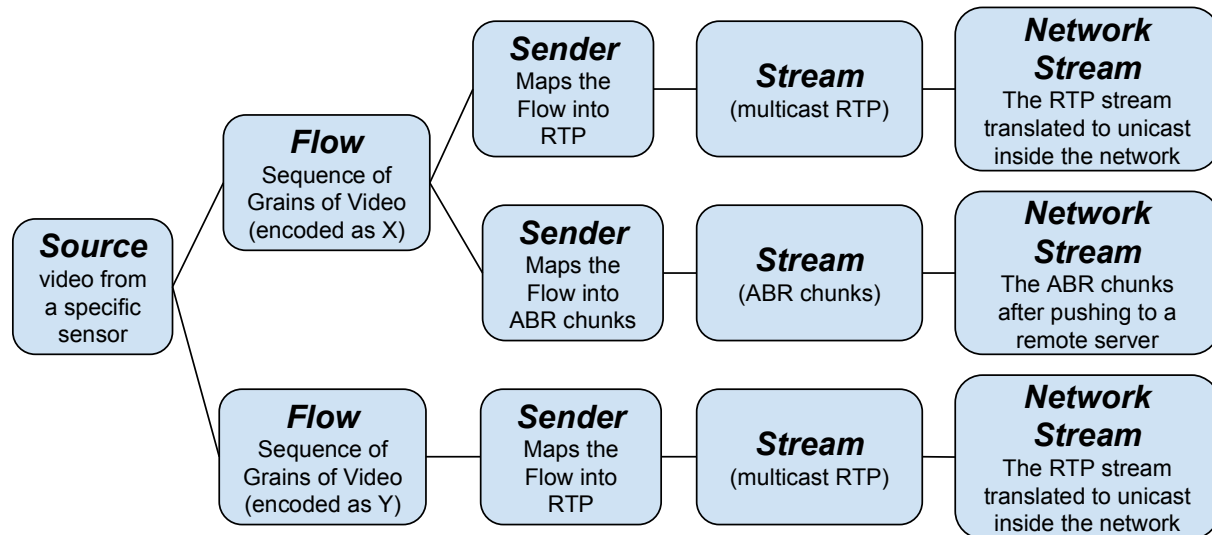 Source
video from
a specific
sensor
Flow
Sequence of
Grains of Video
(encoded as X)
Flow
Sequence of
Grains of Video
(encoded as Y)
Sender
Maps the
Flow into
RTP
Sender
Maps the
Flow into
ABR chunks
Sender
Maps the
Flow into
RTP
Stream
(multicast RTP)
Stream
(ABR chunks)
Stream
(multicast RTP)
Network
Stream
The RTP stream
translated to unicast
inside the network
Network
Stream
The ABR chunks
after pushing to a
remote server
Network
Stream
The RTP stream
translated to unicast
inside the network